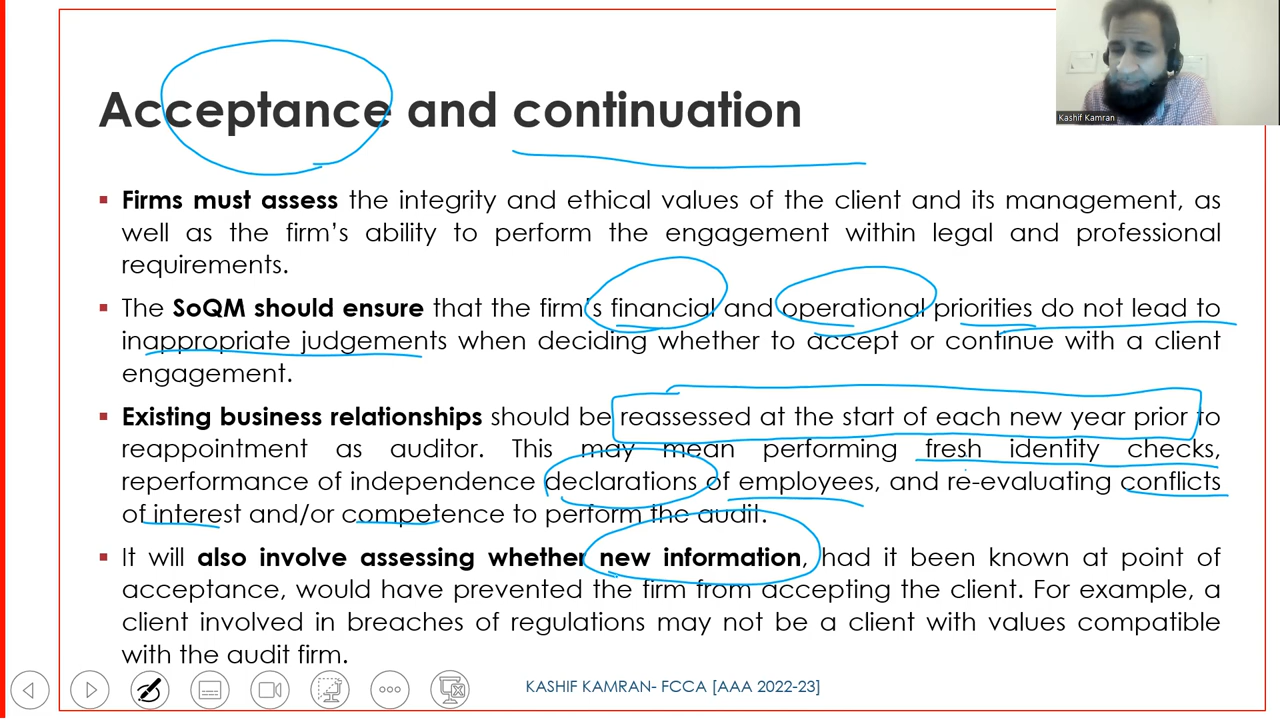 Acceptance and continuation
Kashif Kamran
▪ Firms must assess the integrity and ethical values of the client and its management, as
well as the firm's ability to perform the engagement within legal and professional
requirements.
▪ The SoQM should ensure that the firm's financial and operational priorities do not lead to
inappropriate judgements when deciding whether to accept or continue with a client
engagement.
▪ Existing business relationships should be reassessed at the start of each new year prior to
reappointment as auditor. This may mean performing fresh identity checks,
reperformance of independence declarations of employees, and re-evaluating conflicts
of interest and/or competence to perform the audit.
▪ It will also involve assessing whether new information, had it been known at point of
acceptance, would have prevented the firm from accepting the client. For example, a
client involved in breaches of regulations may not be a client with values compatible
with the audit firm.
KASHIF KAMRAN- FCCA [AAA 2022-23]